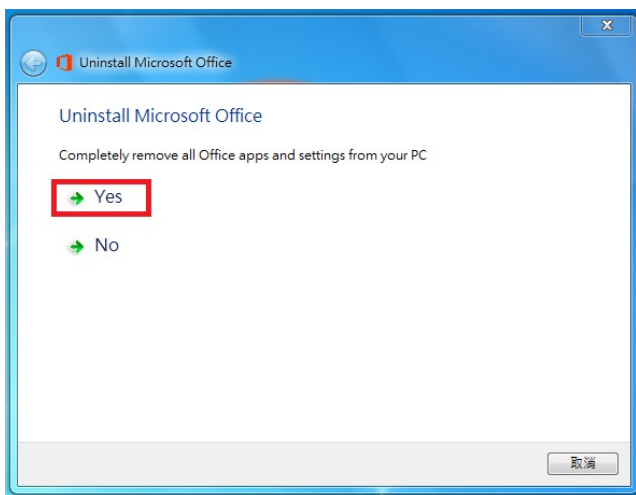 Uninstall Microsoft Office
Uninstall Microsoft Office
Completely remove all Office apps and settings from your PC
Yes
No
取消